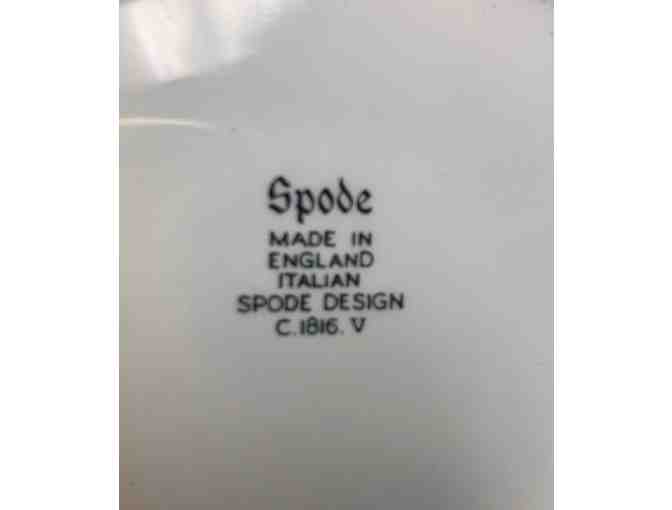 Spode
MADE IN
ENGLAND
ITALIAN
SPODE DESIGN
C.1816. V